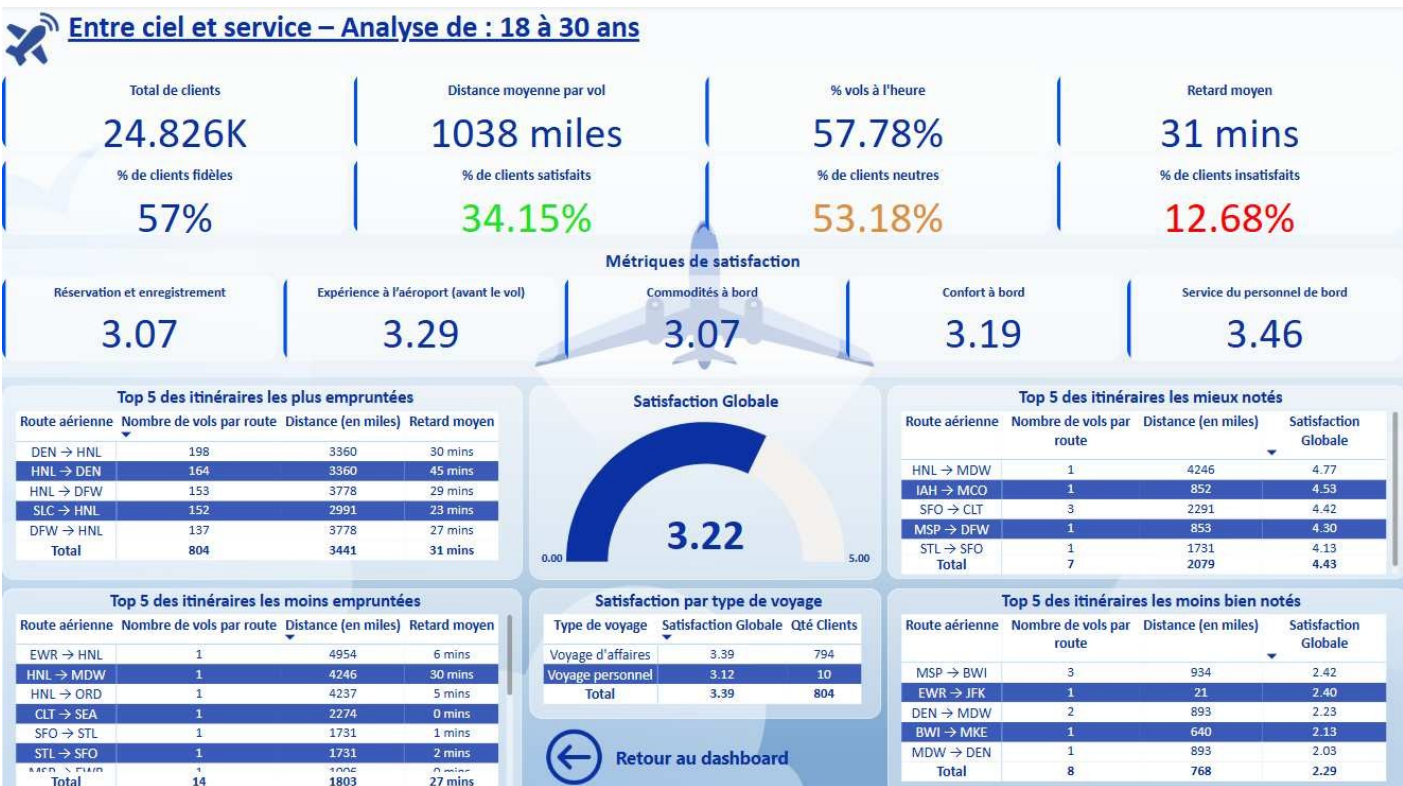 Entre ciel et service – Analyse de : 18 à 30 ans
Total de clients
24.826K
Distance moyenne par vol
1038 miles
% vols à l'heure
57.78%
Retard moyen
31 mins
% de clients fidèles
57%
% de clients satisfaits
34.15%
% de clients neutres
53.18%
% de clients insatisfaits
12.68%
Métriques de satisfaction
Réservation et enregistrement
3.07
Expérience à l'aéroport (avant le vol)
3.29
Commodités à bord
3.07
Confort à bord
3.19
Service du personnel de bord
3.46
Top 5 des itinéraires les plus empruntées
Route aérienne Nombre de vols par route Distance (en miles) Retard moyen
DEN → HNL 198 3360 30 mins
HNL → DEN 164 3360 45 mins
HNL → DFW 153 3778 29 mins
SLC → HNL 152 2991 23 mins
DFW → HNL 137 3778 27 mins
Total 804 3441 31 mins
Satisfaction Globale
3.22
0.00 5.00
Top 5 des itinéraires les mieux notés
Route aérienne Nombre de vols par Distance (en miles) Satisfaction
route Globale
HNL → MDW 1 4246 4.77
IAH → MCO 1 852 4.53
SFO → CLT 3 2291 4.42
MSP → DFW 1 853 4.30
STL → SFO 1 1731 4.13
Total 7 2079 4.43
Top 5 des itinéraires les moins empruntées
Route aérienne Nombre de vols par route Distance (en miles) Retard moyen
EWR → HNL 1 4954 6 mins
HNL → MDW 1 4246 30 mins
HNL → ORD 1 4237 5 mins
CLT → SEA 1 2274 0 mins
SFO → STL 1 1731 1 mins
STL → SFO 1 1731 2 mins
Total 14 1803 27 mins
Satisfaction par type de voyage
Type de voyage Satisfaction Globale Qté Clients
Voyage d'affaires 3.39 794
Voyage personnel 3.12 10
Total 3.39 804
Retour au dashboard
Top 5 des itinéraires les moins bien notés
Route aérienne Nombre de vols par Distance (en miles) Satisfaction
route Globale
MSP → BWI 3 934 2.42
EWR → JFK 1 21 2.40
DEN → MDW 2 893 2.23
BWI → MKE 1 640 2.13
MDW → DEN 1 893 2.03
Total 8 768 2.29